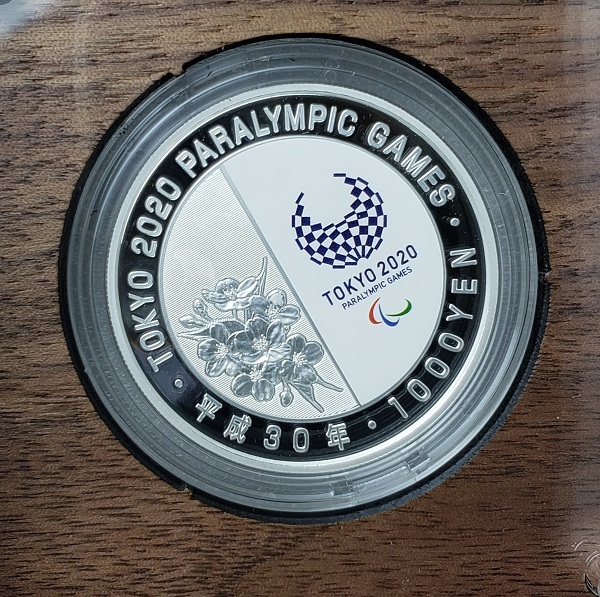 TOKYO 2020 PARALYMPIC GAMES · 1000YEN · 平成30年 ·
TOKYO 2020
PARALYMPIC GAMES